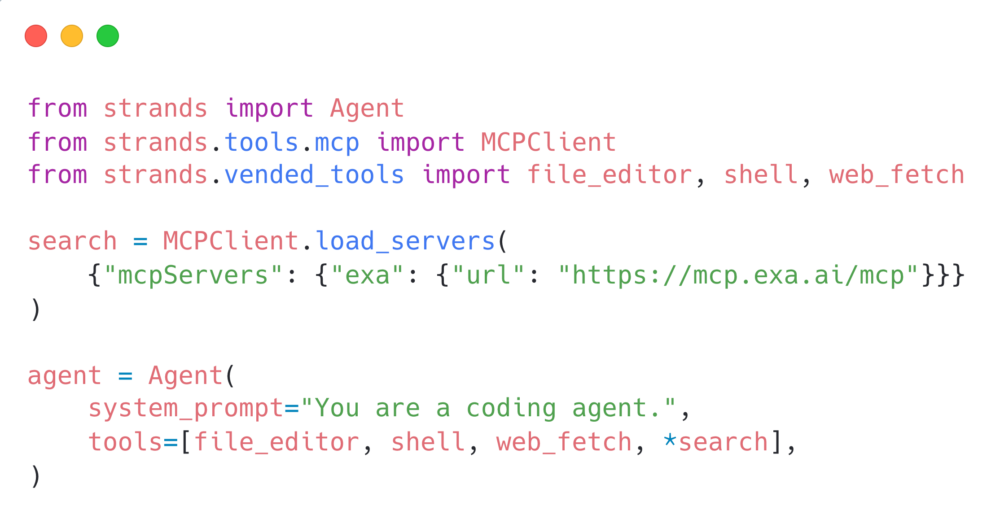 from strands import Agent
from strands.tools.mcp import MCPClient
from strands.vended_tools import file_editor, shell, web_fetch

search = MCPClient.load_servers(
    {"mcpServers": {"exa": {"url": "https://mcp.exa.ai/mcp"}}}
)

agent = Agent(
    system_prompt="You are a coding agent.",
    tools=[file_editor, shell, web_fetch, *search],
)